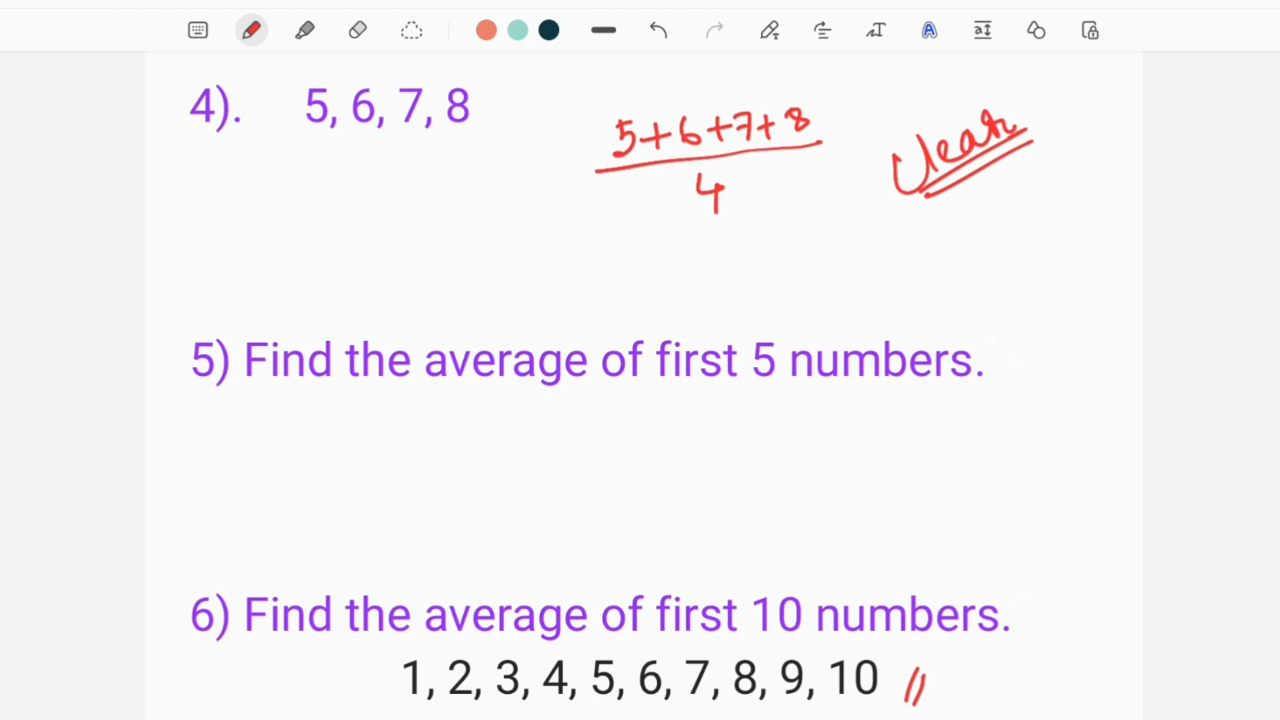 4). 5, 6, 7, 8
5+6+7+8
4
Clear
5) Find the average of first 5 numbers.
6) Find the average of first 10 numbers.
1, 2, 3, 4, 5, 6, 7, 8, 9, 10